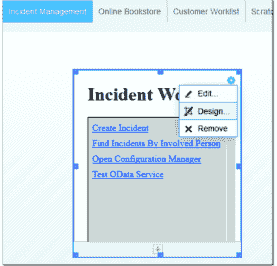 Incident Management Online Bookstore Customer Worklist
Incident
Edit...
Design...
Remove
Create Incident
Find Incidents By Involved Person
Open Configuration Manager
Test OData Service